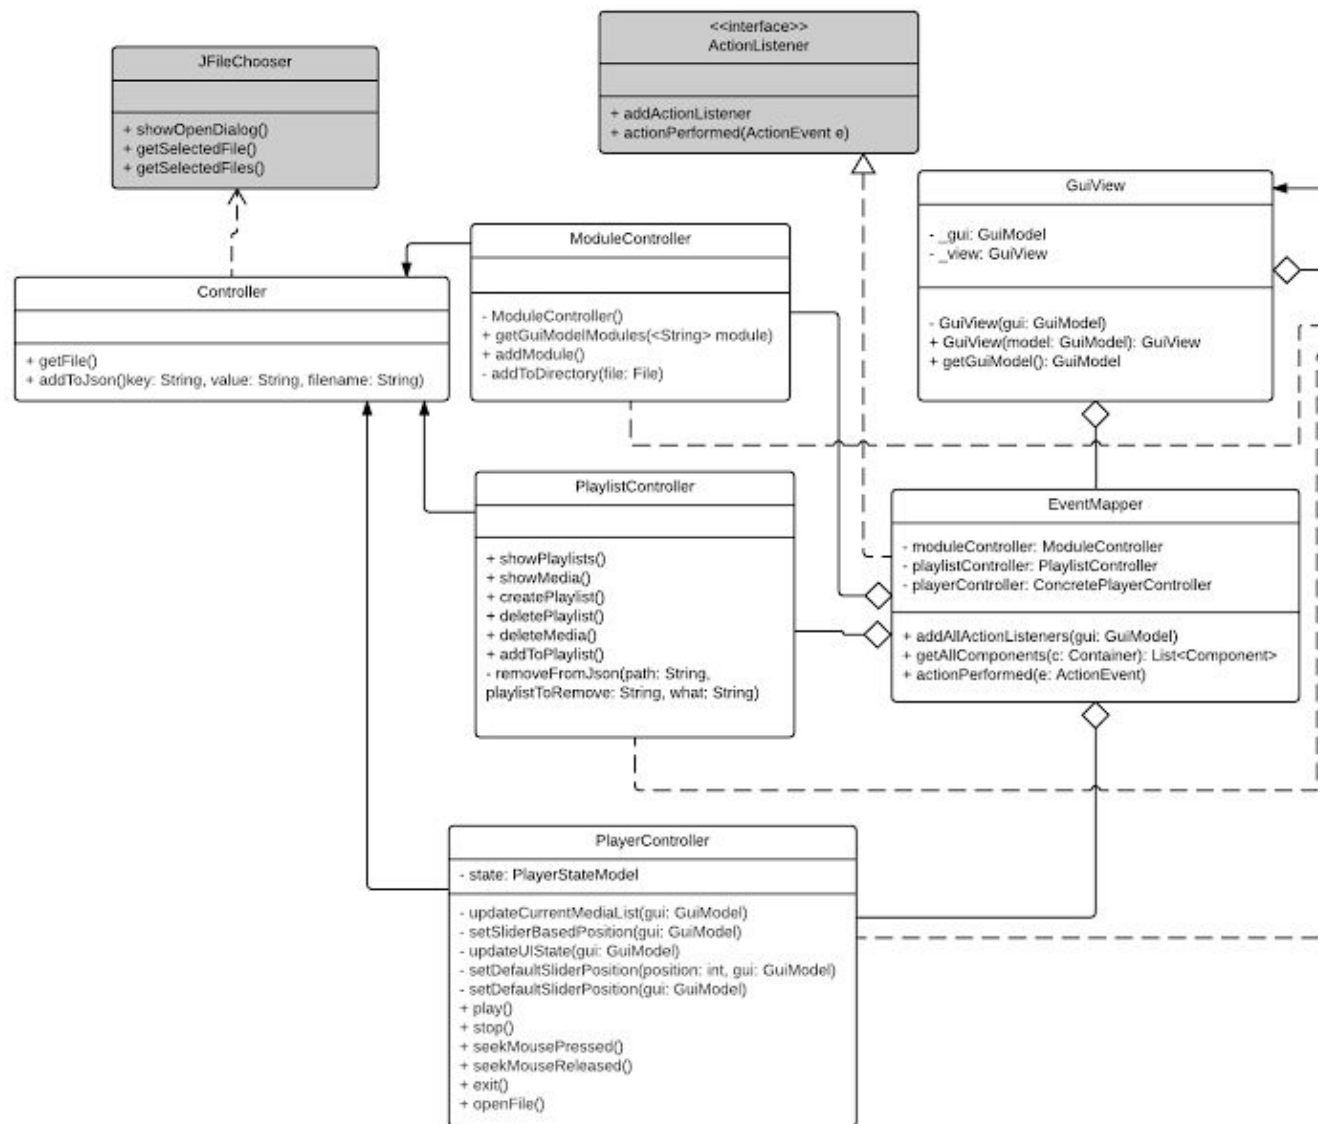 <<interface>>
ActionListener
+ addActionListener
+ actionPerformed(ActionEvent e)
JFileChooser
+ showOpenDialog()
+ getSelectedFile()
+ getSelectedFiles()
GuiView
- _gui: GuiModel
- _view: GuiView
- GuiView(gui: GuiModel)
+ GuiView(model: GuiModel): GuiView
+ getGuiModel(): GuiModel
ModuleController
- ModuleController()
+ getGuiModelModules(<String> module)
+ addModule()
- addToDirectory(file: File)
Controller
+ getFile()
+ addToJson()key: String, value: String, filename: String)
PlaylistController
+ showPlaylists()
+ showMedia()
+ createPlaylist()
+ deletePlaylist()
+ deleteMedia()
+ addToPlaylist()
- removeFromJson(path: String,
playlistToRemove: String, what: String)
EventMapper
- moduleController: ModuleController
- playlistController: PlaylistController
- playerController: ConcretePlayerController
+ addAllActionListeners(gui: GuiModel)
+ getAllComponents(c: Container): List<Component>
+ actionPerformed(e: ActionEvent)
PlayerController
- state: PlayerStateModel
- updateCurrentMediaList(gui: GuiModel)
- setSliderBasedPosition(gui: GuiModel)
- updateUIState(gui: GuiModel)
- setDefaultSliderPosition(position: int, gui: GuiModel)
- setDefaultSliderPosition(gui: GuiModel)
+ play()
+ stop()
+ seekMousePressed()
+ seekMouseReleased()
+ exit()
+ openFile()